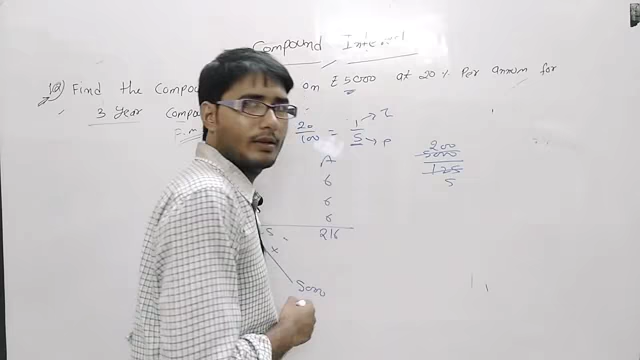 Compound Interest
Find the Compo on ₹ 5000 at 20% Per annum for
3 year Compo
20/100 = 1/5 → I
→ P
A
6
6
6
5 216
x
200
5000
125
5
5000